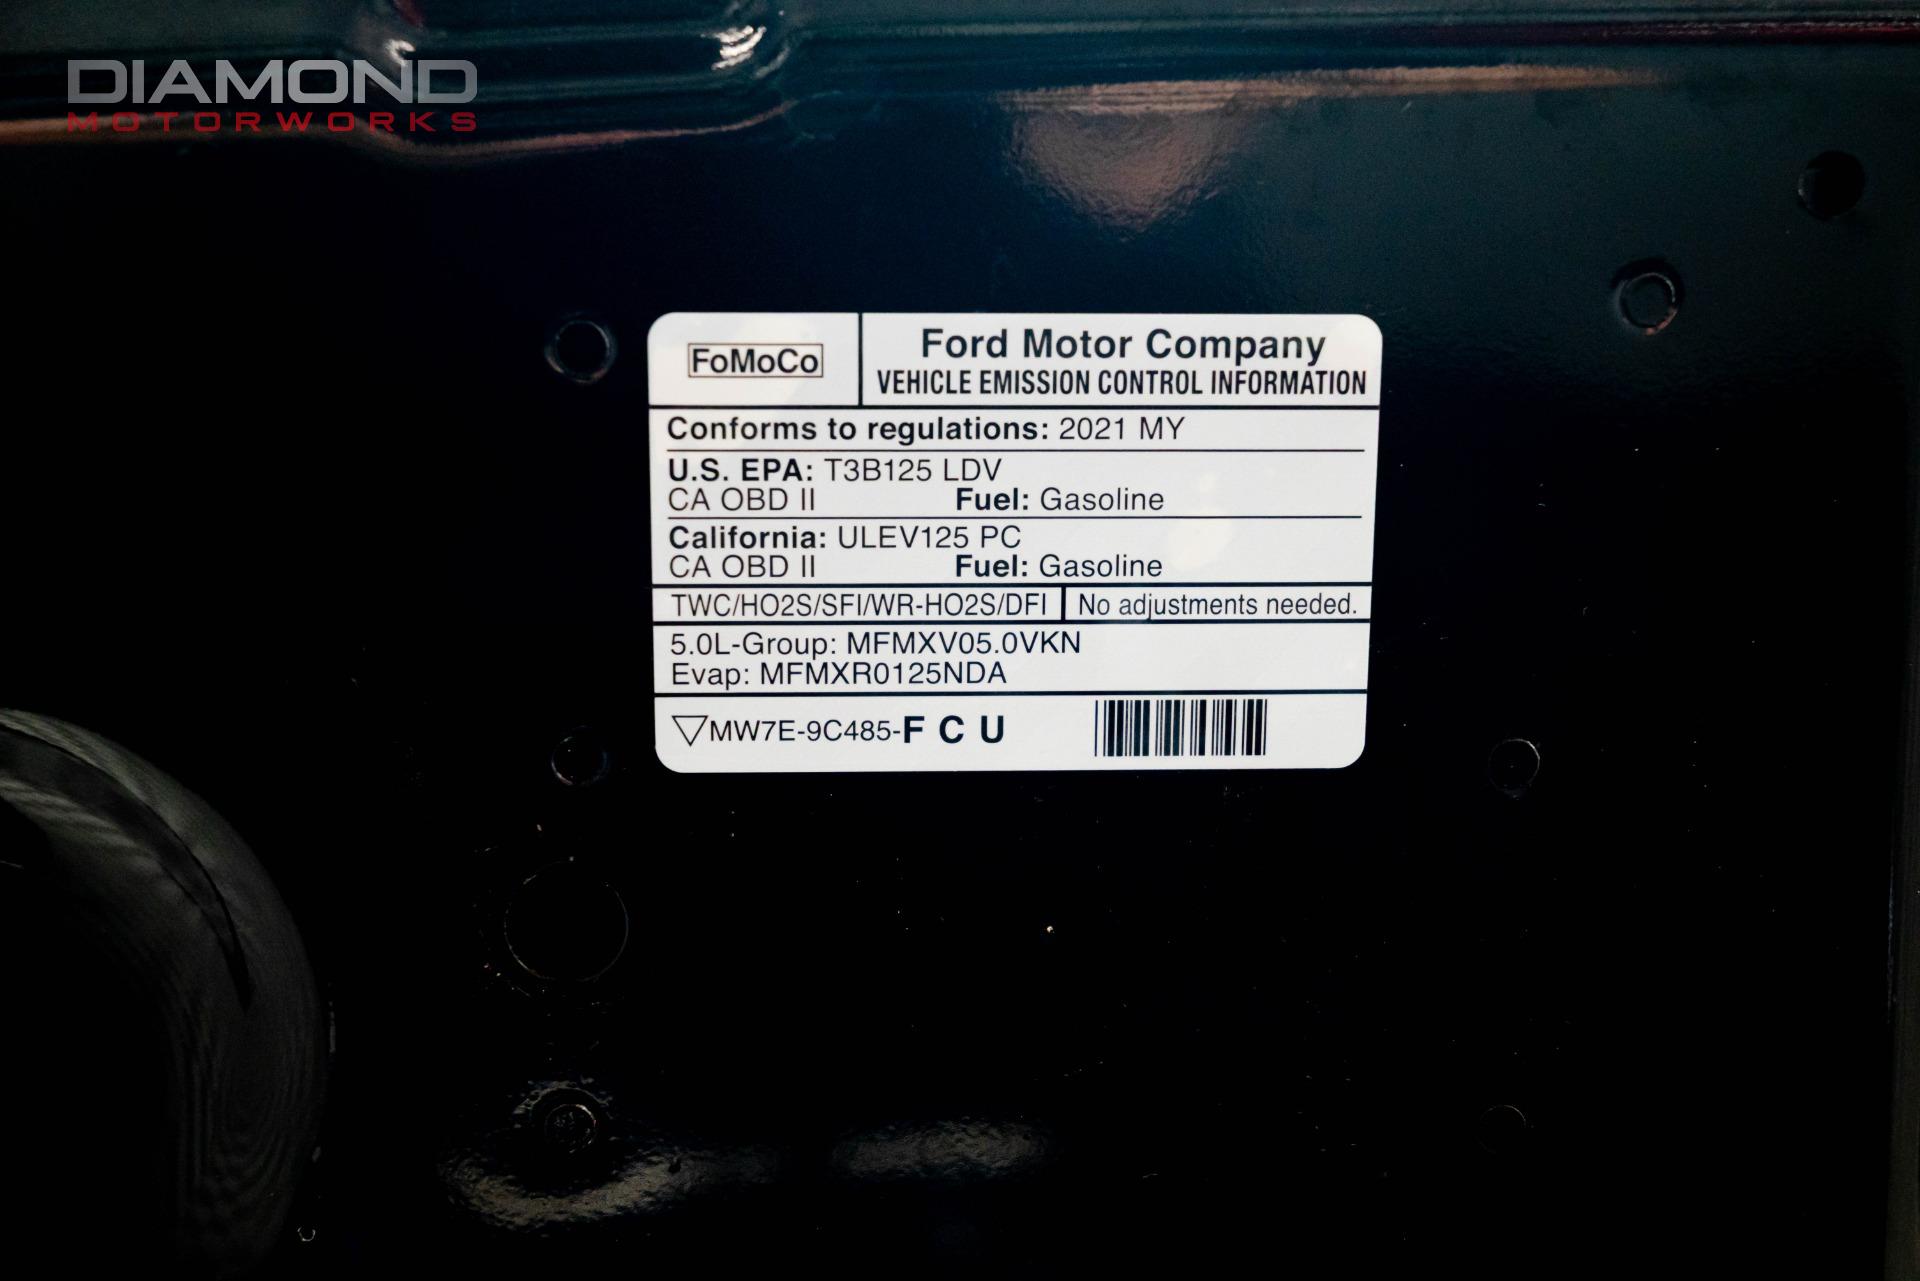 DIAMOND
MOTORWORKS
FoMoCo
Ford Motor Company
VEHICLE EMISSION CONTROL INFORMATION
Conforms to regulations: 2021 MY
U.S. EPA: T3B125 LDV
CA OBD II Fuel: Gasoline
California: ULEV125 PC
CA OBD II Fuel: Gasoline
TWC/HO2S/SFI/WR-HO2S/DFI No adjustments needed.
5.0L-Group: MFMXV05.0VKN
Evap: MFMXR0125NDA
MW7E-9C485-F C U